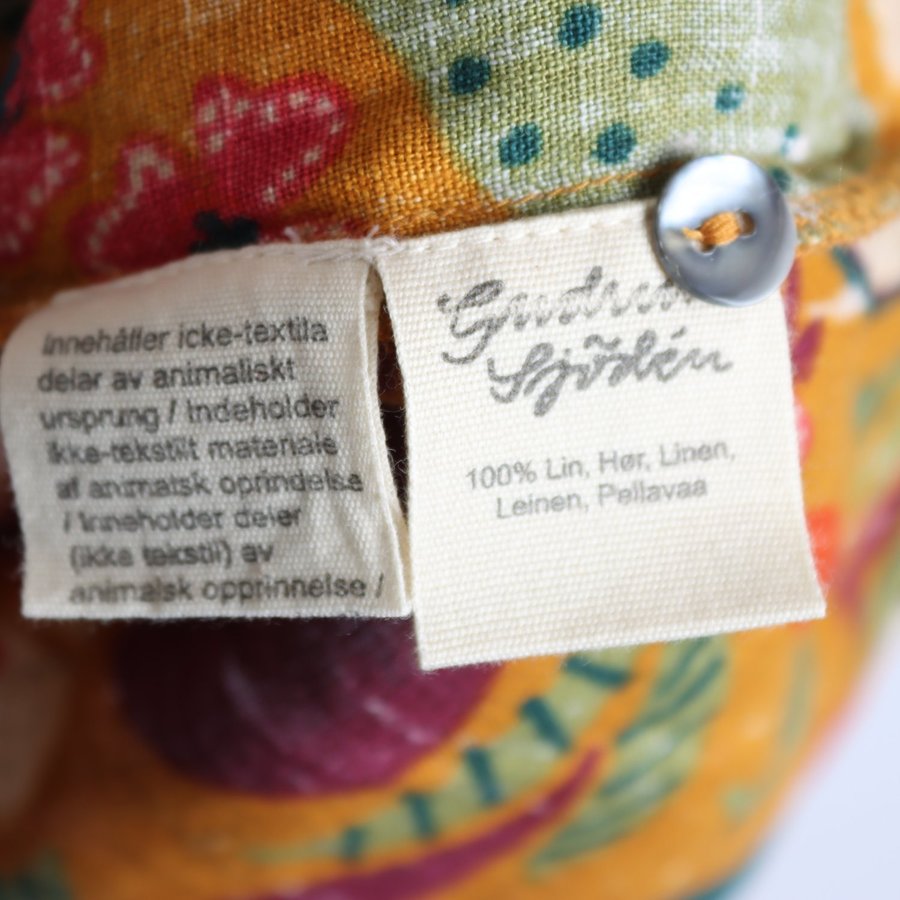 Innehåller icke-textila
delar av animaliskt
ursprung / Indeholder
ikke-tekstilt materiale
af animalsk oprindelse
/ Inneholder deler
(ikke tekstil) av
animalsk opprinnelse /
Gudrun
Sjödén
100% Lin, Hør, Linen,
Leinen, Pellavaa